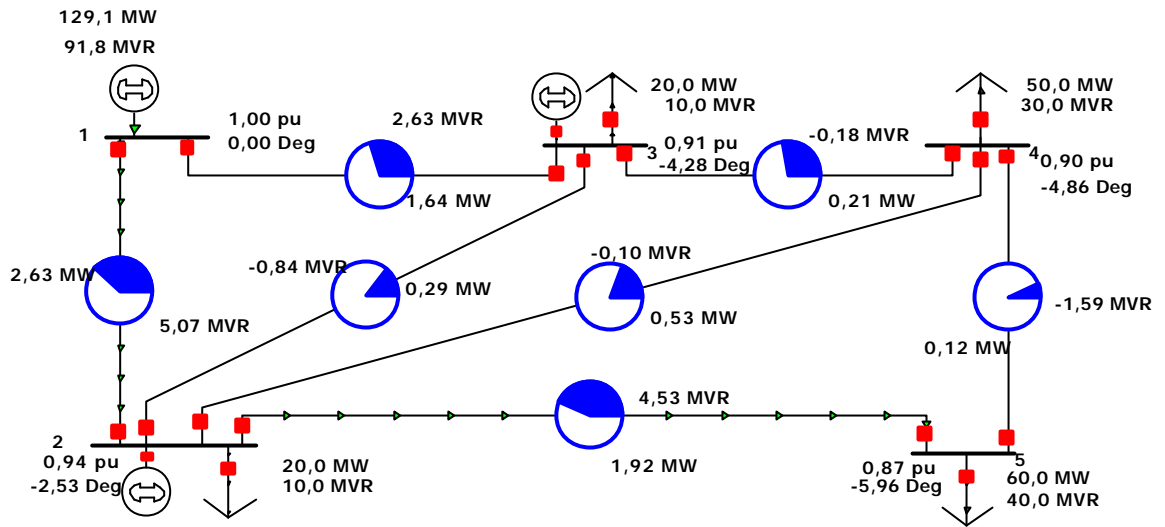 129,1 MW
91,8 MVR
1
1,00 pu
0,00 Deg
2,63 MVR
1,64 MW
20,0 MW
10,0 MVR
3
0,91 pu
-4,28 Deg
-0,18 MVR
0,21 MW
50,0 MW
30,0 MVR
4
0,90 pu
-4,86 Deg
2,63 MW
5,07 MVR
-0,84 MVR
0,29 MW
-0,10 MVR
0,53 MW
-1,59 MVR
0,12 MW
4,53 MVR
1,92 MW
2
0,94 pu
-2,53 Deg
20,0 MW
10,0 MVR
0,87 pu
-5,96 Deg
5
60,0 MW
40,0 MVR